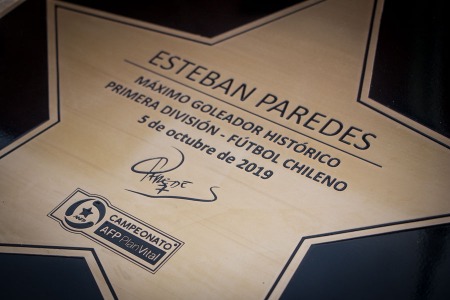 ESTEBAN PAREDES
MÁXIMO GOLEADOR HISTÓRICO
PRIMERA DIVISIÓN - FÚTBOL CHILENO
5 de octubre de 2019
CAMPEONATO
AFP PlanVital